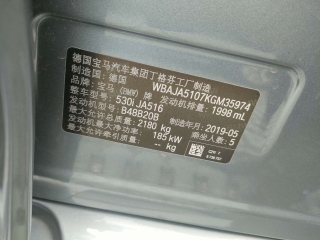 德国宝马汽车集团丁格芬工厂制造
制造国:德国 WBAJA5107KGM35974
品牌:宝马 (BMW) 牌 发动机排量:1998 mL
整车型号:530i JA516
发动机型号:B48B20B 制造年月:2019-05
最大允许总质量:2180 kg 乘坐人数:5
发动机最大净功率:185 kW
最大允许牵引质量: -- kg